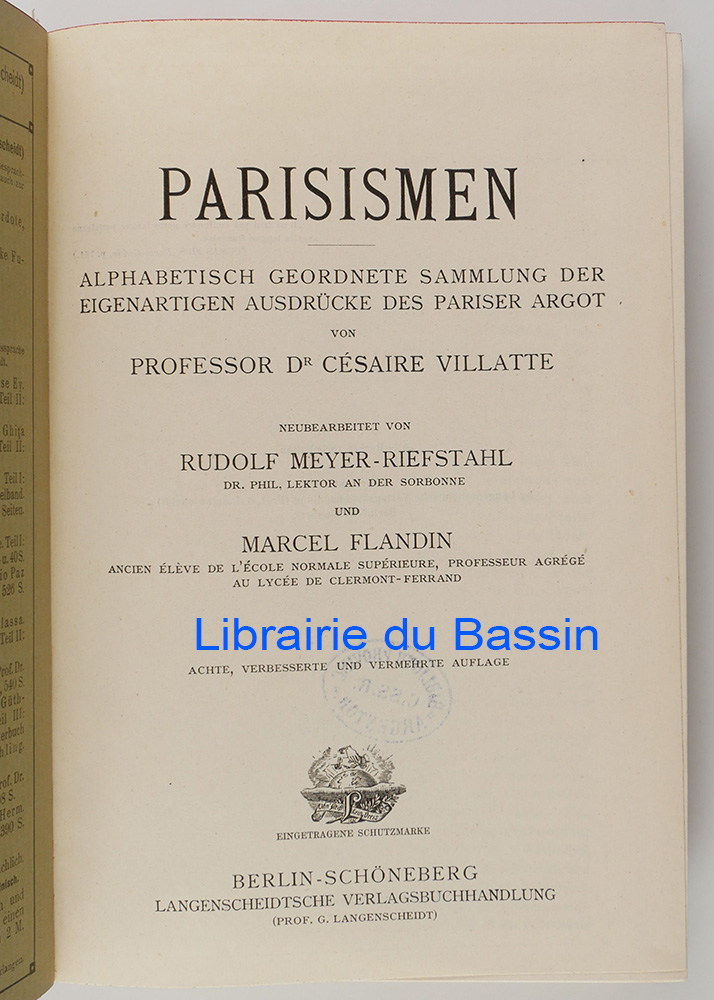 PARISISMEN
ALPHABETISCH GEORDNETE SAMMLUNG DER
EIGENARTIGEN AUSDRÜCKE DES PARISER ARGOT
VON
PROFESSOR DR CÉSAIRE VILLATTE
NEUBEARBEITET VON
RUDOLF MEYER-RIEFSTAHL
DR. PHIL. LEKTOR AN DER SORBONNE
UND
MARCEL FLANDIN
ANCIEN ÉLÈVE DE L'ÉCOLE NORMALE SUPÉRIEURE, PROFESSEUR AGRÉGÉ
AU LYCÉE DE CLERMONT-FERRAND
Librairie du Bassin
ACHTE, VERBESSERTE UND VERMEHRTE AUFLAGE
EINGETRAGENE SCHUTZMARKE
BERLIN-SCHÖNEBERG
LANGENSCHEIDTSCHE VERLAGSBUCHHANDLUNG
(PROF. G. LANGENSCHEIDT)